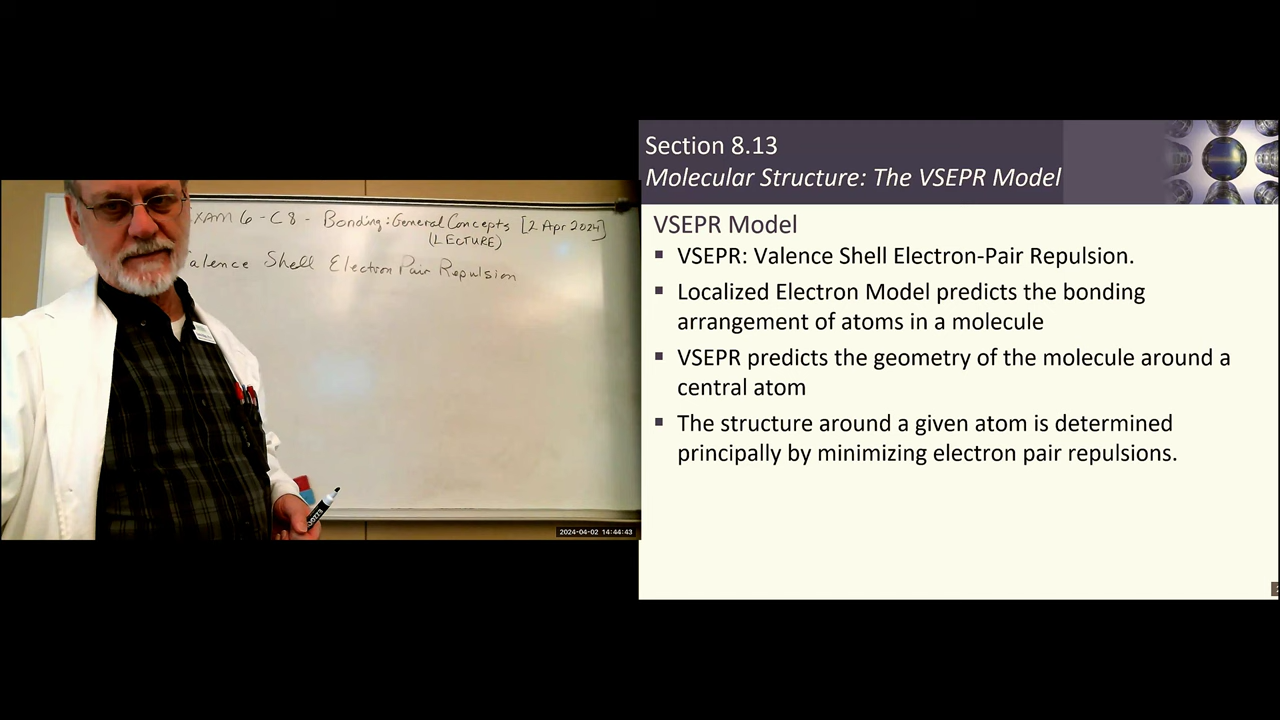 EXAM 6 - C8 - Bonding: General Concepts [2 Apr 2024]
(LECTURE)
Valence Shell Electron Pair Repulsion
2024-04-02 14:44:43
Section 8.13
Molecular Structure: The VSEPR Model
VSEPR Model
▪ VSEPR: Valence Shell Electron-Pair Repulsion.
▪ Localized Electron Model predicts the bonding
arrangement of atoms in a molecule
▪ VSEPR predicts the geometry of the molecule around a
central atom
▪ The structure around a given atom is determined
principally by minimizing electron pair repulsions.